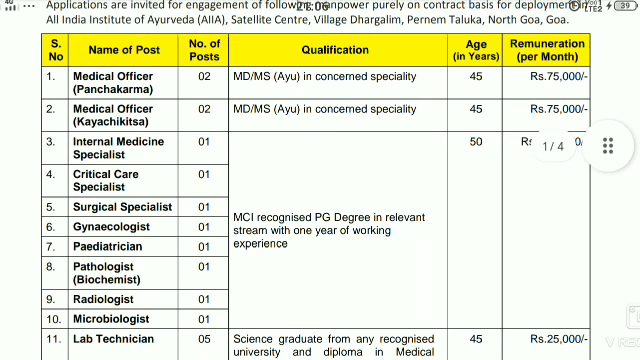 Applications are invited for engagement of following manpower purely on contract basis for deployment in
All India Institute of Ayurveda (AIIA), Satellite Centre, Village Dhargalim, Pernem Taluka, North Goa, Goa.
21:06
4G
LTE2
39
S. No Name of Post No. of Posts Qualification Age (in Years) Remuneration (per Month)
1. Medical Officer (Panchakarma) 02 MD/MS (Ayu) in concerned speciality 45 Rs.75,000/-
2. Medical Officer (Kayachikitsa) 02 MD/MS (Ayu) in concerned speciality 45 Rs.75,000/-
3. Internal Medicine Specialist 01 50
1/4
4. Critical Care Specialist 01
5. Surgical Specialist 01
MCI recognised PG Degree in relevant
stream with one year of working
experience
6. Gynaecologist 01
7. Paediatrician 01
8. Pathologist (Biochemist) 01
9. Radiologist 01
10. Microbiologist 01
11. Lab Technician 05 Science graduate from any recognised 45 Rs.25,000/-
university and diploma in Medical